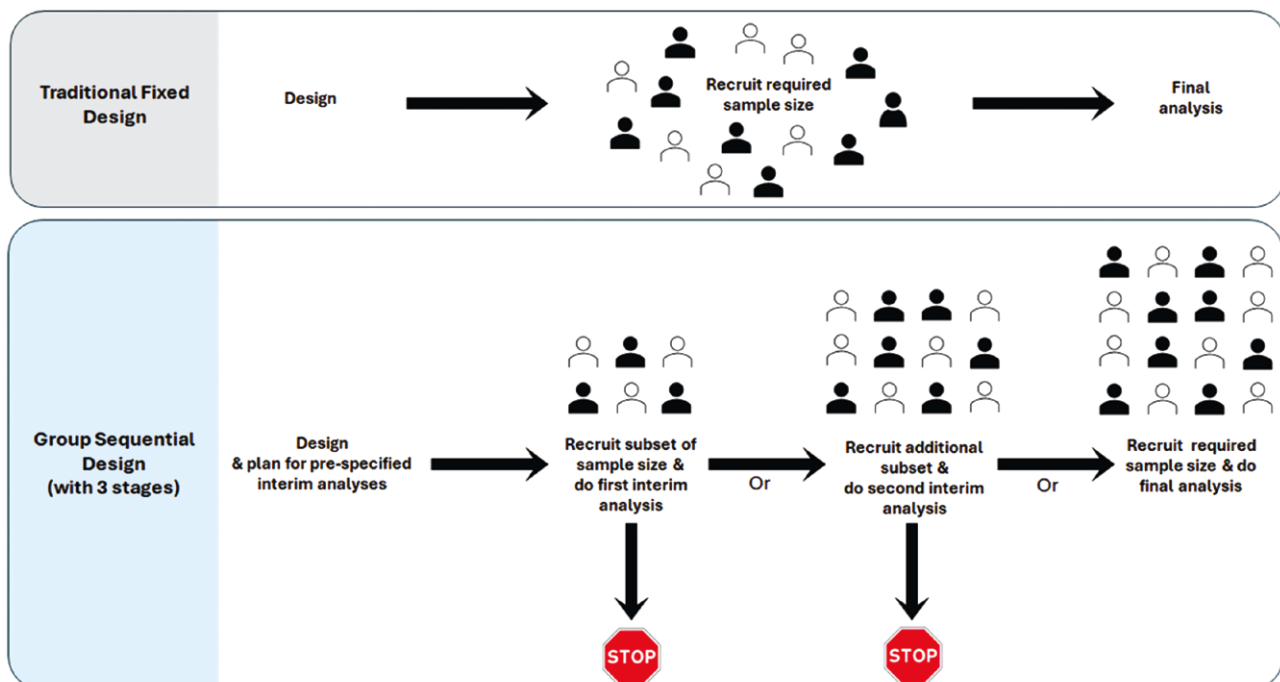 Traditional Fixed
Design
Design
Recruit required
sample size
Final
analysis
Group Sequential
Design
(with 3 stages)
Design
& plan for pre-specified
interim analyses
Recruit subset of
sample size &
do first interim
analysis
Or
Recruit additional
subset &
do second interim
analysis
Or
Recruit required
sample size & do
final analysis
STOP
STOP